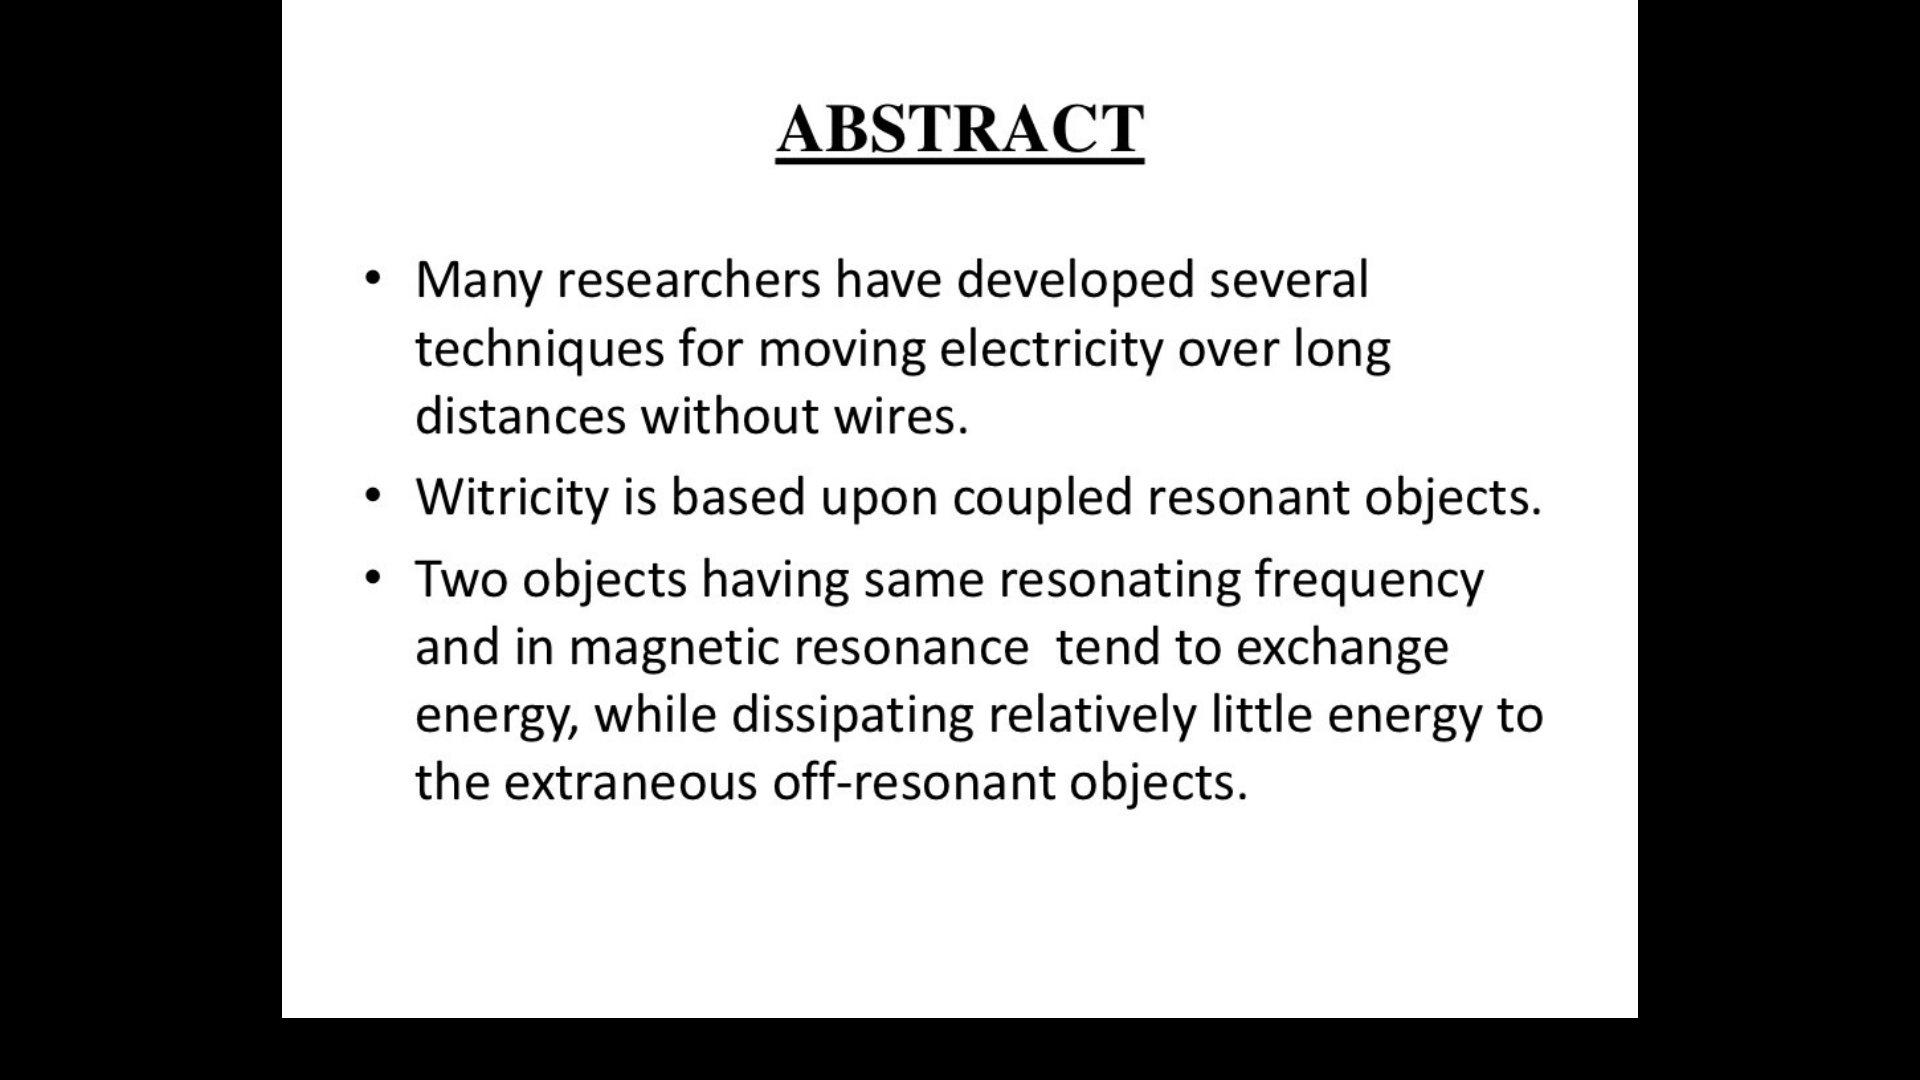 ABSTRACT
• Many researchers have developed several
techniques for moving electricity over long
distances without wires.
• Witricity is based upon coupled resonant objects.
• Two objects having same resonating frequency
and in magnetic resonance  tend to exchange
energy, while dissipating relatively little energy to
the extraneous off-resonant objects.